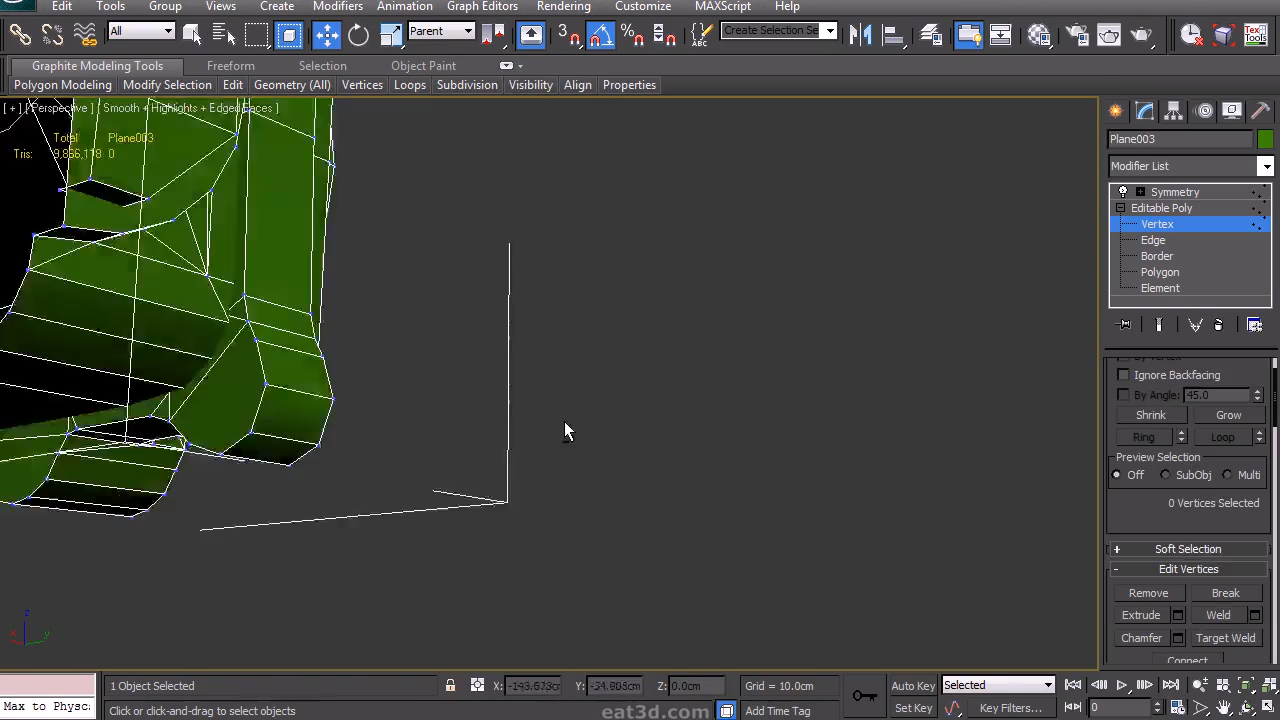 Edit Tools Group Views Create Modifiers Animation Graph Editors Rendering Customize MAXScript Help
All Parent 3 Create Selection Se
Graphite Modeling Tools Freeform Selection Object Paint
Polygon Modeling Modify Selection Edit Geometry (All) Vertices Loops Subdivision Visibility Align Properties
[ + ] [ Perspective ] [ Smooth + Highlights + Edged Faces ]
Total Plane003
Tris: 0
Plane003
Modifier List
Symmetry
Editable Poly
Vertex
Edge
Border
Polygon
Element
By Vertex
Ignore Backfacing
By Angle: 45.0
Shrink Grow
Ring Loop
Preview Selection
Off SubObj Multi
0 Vertices Selected
+ Soft Selection
- Edit Vertices
Remove Break
Extrude Weld
Chamfer Target Weld
Connect
z
x y
1 Object Selected X: Y: Z: 0.0cm Grid = 10.0cm Auto Key Selected
Max to Physc Click or click-and-drag to select objects eat3d.com Add Time Tag Set Key Key Filters... 0